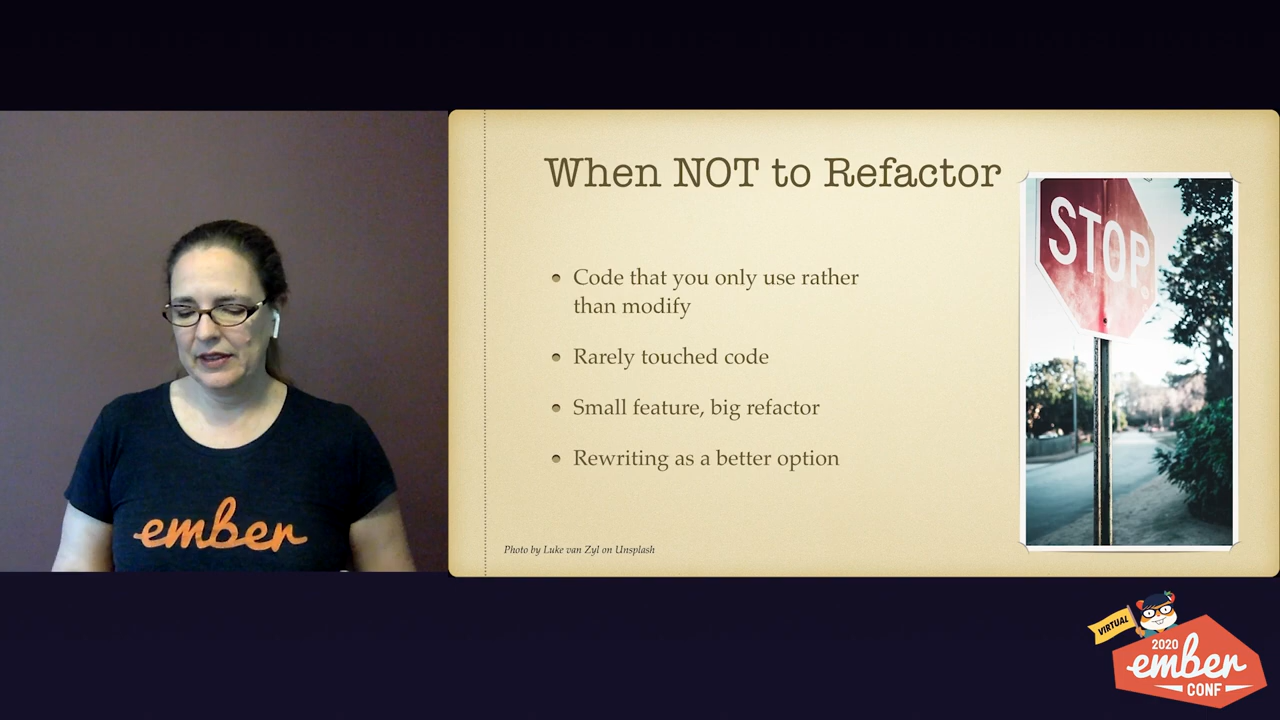 When NOT to Refactor
Code that you only use rather
than modify
Rarely touched code
Small feature, big refactor
Rewriting as a better option
Photo by Luke van Zyl on Unsplash
STOP
ember
VIRTUAL
2020
ember
CONF